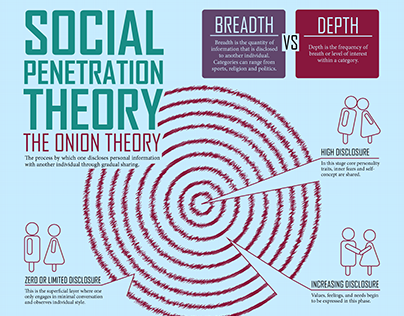 SOCIAL
PENETRATION
THEORY
THE ONION THEORY
The process by which one discloses personal information
with another individual through gradual sharing.
BREADTH
Breadth is the quantity of
information that is disclosed
to another individual.
Categories can range from
sports, religion and politics.
VS
DEPTH
Depth is the frequency of
breath or level of interest
within a category.
HIGH DISCLOSURE
In this stage core personality
traits, inner fears and self-
concept are shared.
ZERO OR LIMITED DISCLOSURE
This is the superficial layer where one
only engages in minimal conversation and
observes individual style.
INCREASING DISCLOSURE
Values, feelings, and needs begin to
be expressed in this phase.